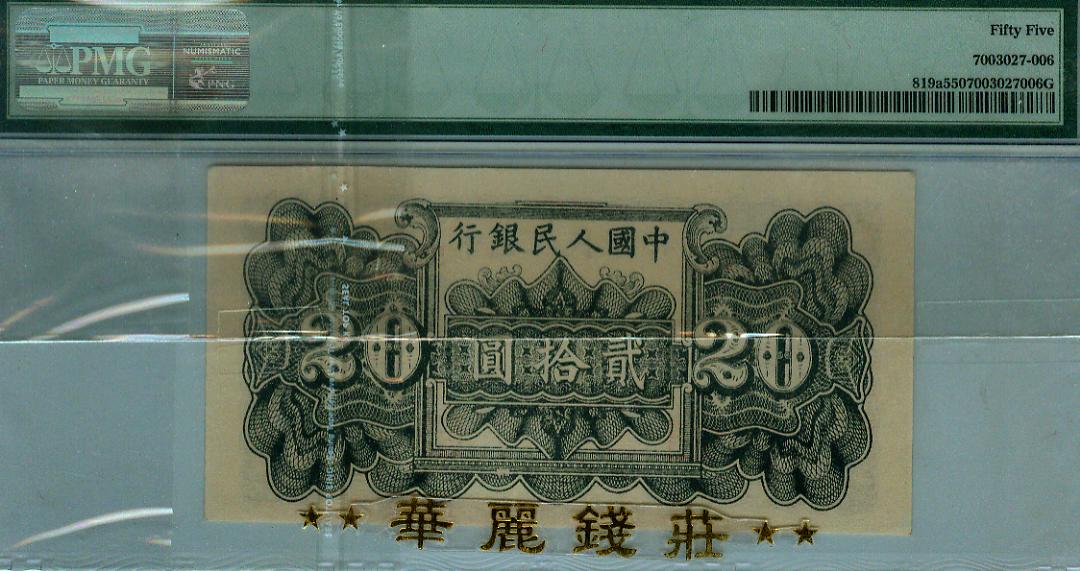 PMG
PAPER MONEY GUARANTY
NUMISMATIC
PNG
Fifty Five
7003027-006
819a5507003027006G
行銀民人國中
20
圓拾貳
20
華麗錢莊